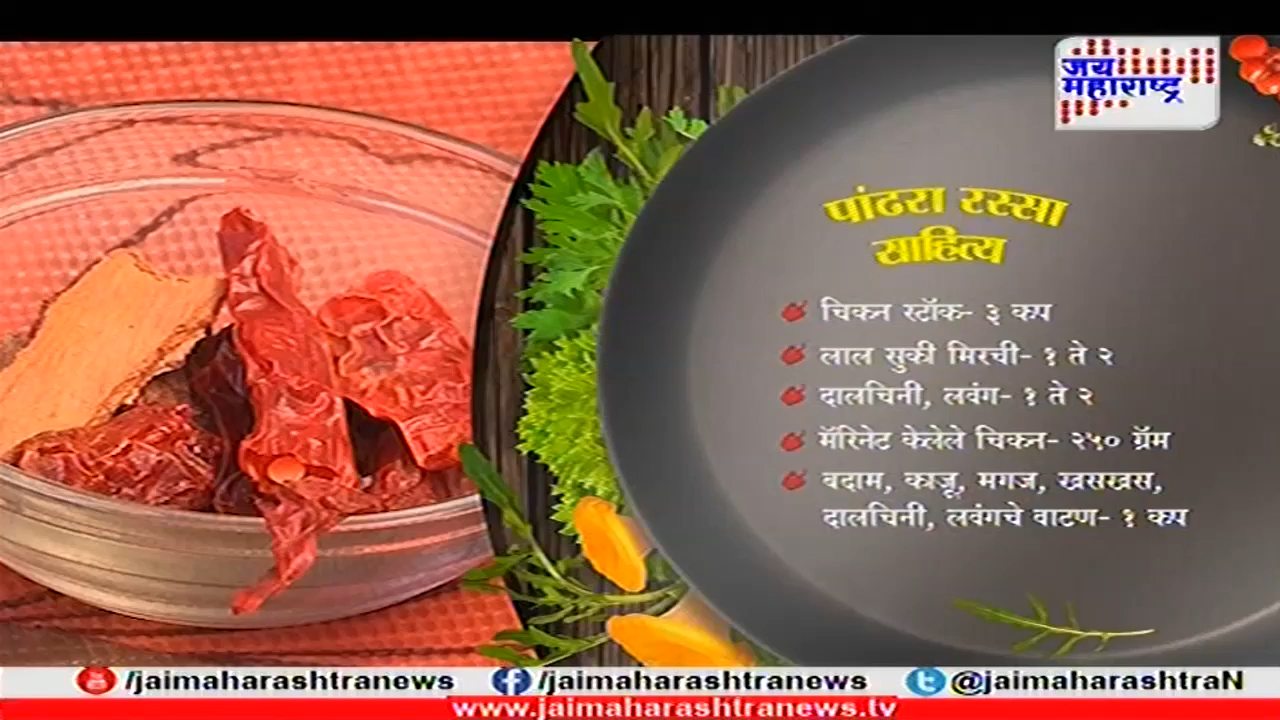 जय
महाराष्ट्र
पांढरा रस्सा
साहित्य
चिकन स्टॉक- ३ कप
लाल सुकी मिरची- १ ते २
दालचिनी, लवंग- १ ते २
मॅरिनेट केलेले चिकन- २५० ग्रॅम
बदाम, काजू, मगज, खसखस,
दालचिनी, लवंगचे वाटण- १ कप
/jaimaharashtranews /jaimaharashtranews @jaimaharashtraN
www.jaimaharashtranews.tv